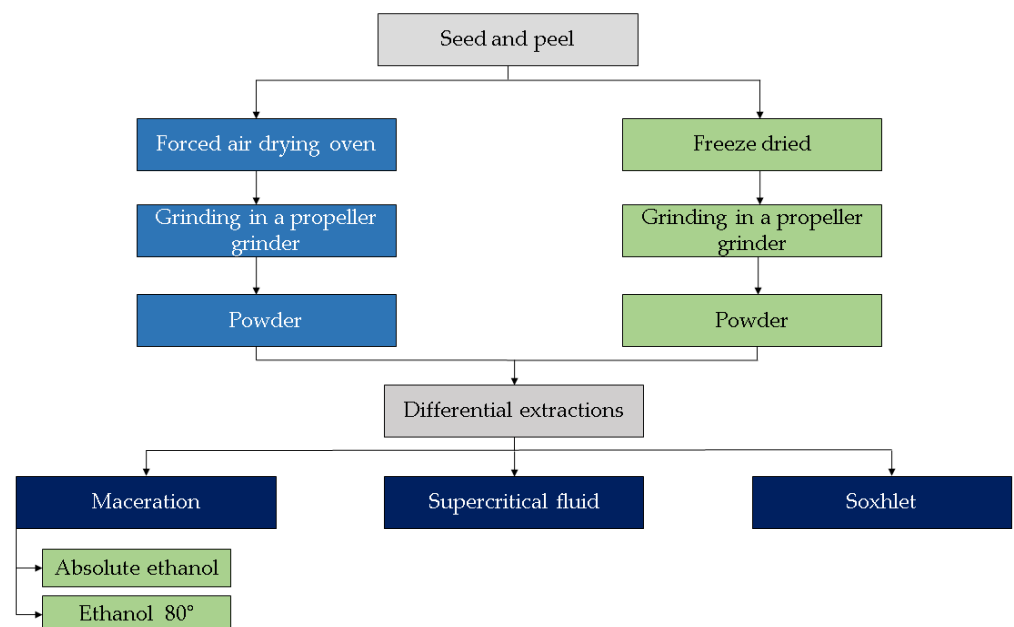 Seed and peel
Forced air drying oven
Freeze dried
Grinding in a propeller
grinder
Grinding in a propeller
grinder
Powder
Powder
Differential extractions
Maceration
Supercritical fluid
Soxhlet
Absolute ethanol
Ethanol 80°